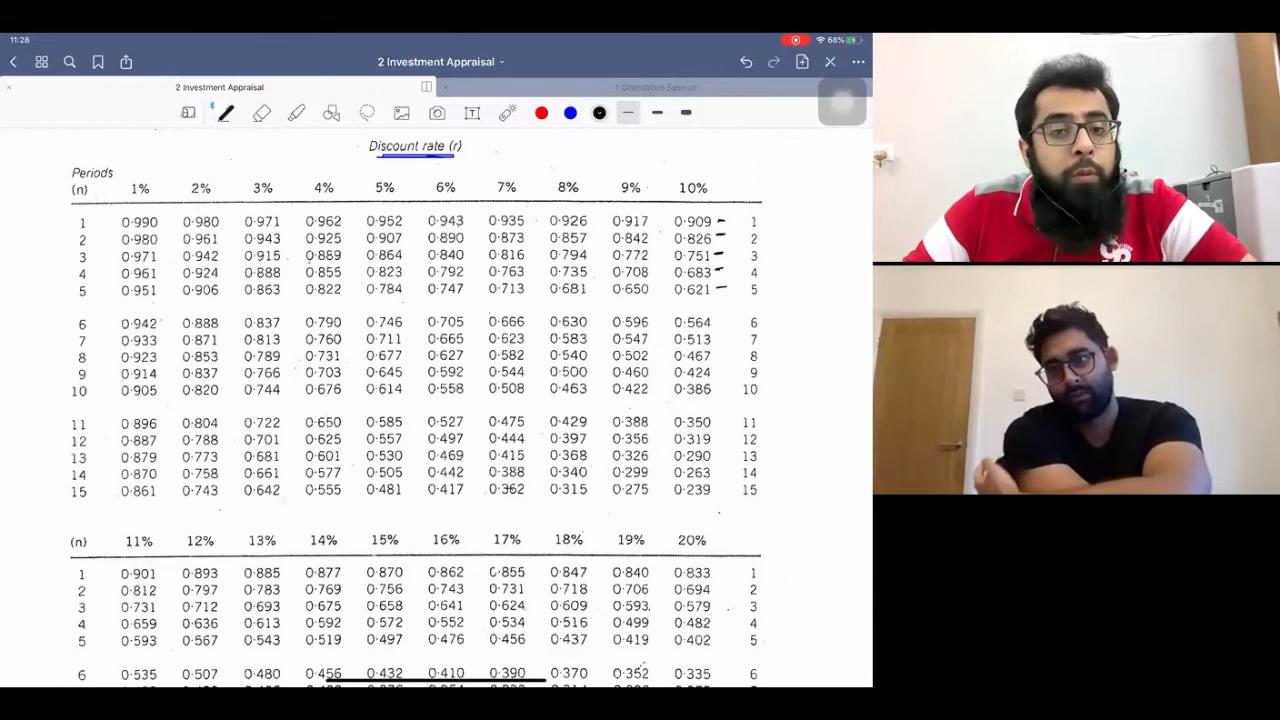 11:28
68%
2 Investment Appraisal
2 Investment Appraisal
1 Orientation Session
Discount rate (r)
Periods
(n) 1% 2% 3% 4% 5% 6% 7% 8% 9% 10%
1 0·990 0·980 0·971 0·962 0·952 0·943 0·935 0·926 0·917 0·909 1
2 0·980 0·961 0·943 0·925 0·907 0·890 0·873 0·857 0·842 0·826 2
3 0·971 0·942 0·915 0·889 0·864 0·840 0·816 0·794 0·772 0·751 3
4 0·961 0·924 0·888 0·855 0·823 0·792 0·763 0·735 0·708 0·683 4
5 0·951 0·906 0·863 0·822 0·784 0·747 0·713 0·681 0·650 0·621 5
6 0·942 0·888 0·837 0·790 0·746 0·705 0·666 0·630 0·596 0·564 6
7 0·933 0·871 0·813 0·760 0·711 0·665 0·623 0·583 0·547 0·513 7
8 0·923 0·853 0·789 0·731 0·677 0·627 0·582 0·540 0·502 0·467 8
9 0·914 0·837 0·766 0·703 0·645 0·592 0·544 0·500 0·460 0·424 9
10 0·905 0·820 0·744 0·676 0·614 0·558 0·508 0·463 0·422 0·386 10
11 0·896 0·804 0·722 0·650 0·585 0·527 0·475 0·429 0·388 0·350 11
12 0·887 0·788 0·701 0·625 0·557 0·497 0·444 0·397 0·356 0·319 12
13 0·879 0·773 0·681 0·601 0·530 0·469 0·415 0·368 0·326 0·290 13
14 0·870 0·758 0·661 0·577 0·505 0·442 0·388 0·340 0·299 0·263 14
15 0·861 0·743 0·642 0·555 0·481 0·417 0·362 0·315 0·275 0·239 15
(n) 11% 12% 13% 14% 15% 16% 17% 18% 19% 20%
1 0·901 0·893 0·885 0·877 0·870 0·862 0·855 0·847 0·840 0·833 1
2 0·812 0·797 0·783 0·769 0·756 0·743 0·731 0·718 0·706 0·694 2
3 0·731 0·712 0·693 0·675 0·658 0·641 0·624 0·609 0·593 0·579 3
4 0·659 0·636 0·613 0·592 0·572 0·552 0·534 0·516 0·499 0·482 4
5 0·593 0·567 0·543 0·519 0·497 0·476 0·456 0·437 0·419 0·402 5
6 0·535 0·507 0·480 0·456 0·432 0·410 0·390 0·370 0·352 0·335 6